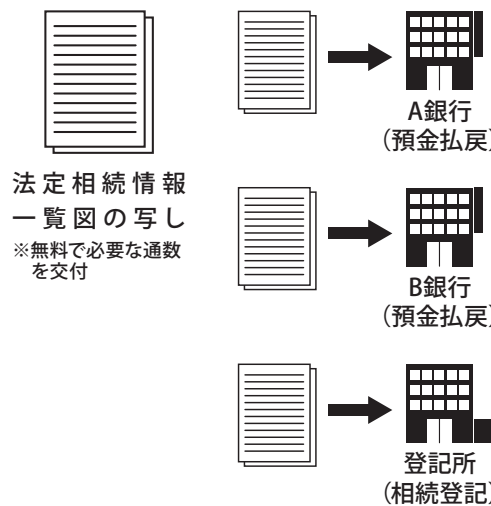 法定相続情報
一覧図の写し
※無料で必要な通数
を交付
A銀行
(預金払戻)
B銀行
(預金払戻)
登記所
(相続登記)